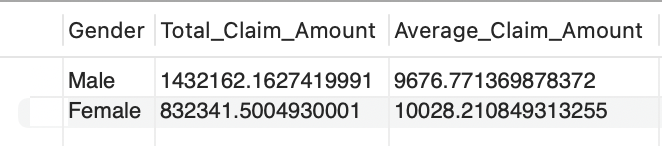 Gender Total_Claim_Amount Average_Claim_Amount
Male 1432162.1627419991 9676.771369878372
Female 832341.5004930001 10028.210849313255